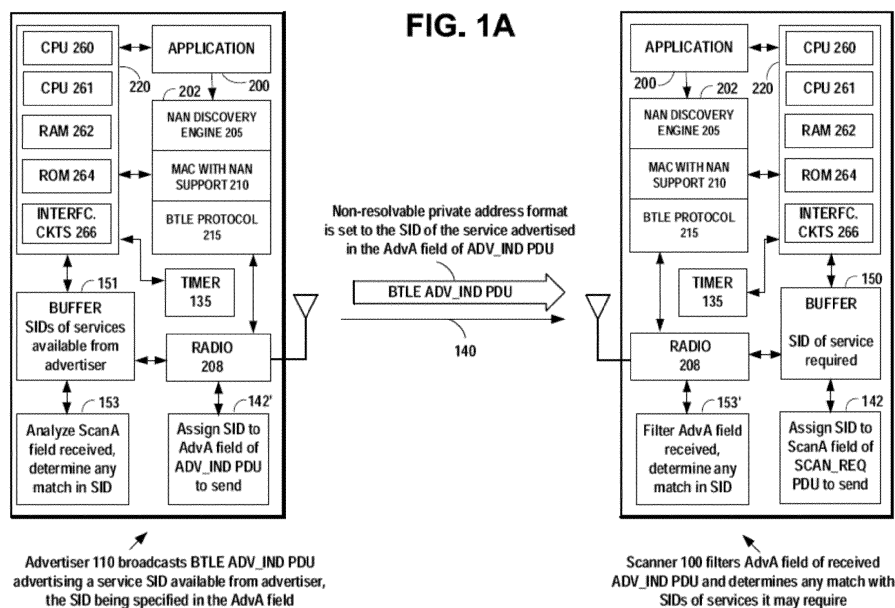 FIG. 1A
CPU 260
CPU 261
RAM 262
ROM 264
INTERFC.
CKTS 266
220
APPLICATION
200
202
NAN DISCOVERY
ENGINE 205
MAC WITH NAN
SUPPORT 210
BTLE PROTOCOL
215
151
BUFFER
SIDs of services
available from
advertiser
TIMER
135
RADIO
208
153
Analyze ScanA
field received,
determine any
match in SID
142'
Assign SID to
AdvA field of
ADV_IND PDU
to send
Advertiser 110 broadcasts BTLE ADV_IND PDU
advertising a service SID available from advertiser,
the SID being specified in the AdvA field
Non-resolvable private address format
is set to the SID of the service advertised
in the AdvA field of ADV_IND PDU
BTLE ADV_IND PDU
140
APPLICATION
200
202
220
CPU 260
CPU 261
RAM 262
ROM 264
INTERFC.
CKTS 266
NAN DISCOVERY
ENGINE 205
MAC WITH NAN
SUPPORT 210
BTLE PROTOCOL
215
TIMER
135
150
BUFFER
SID of service
required
RADIO
208
153'
Filter AdvA field
received,
determine any
match in SID
142
Assign SID to
ScanA field of
SCAN_REQ
PDU to send
Scanner 100 filters AdvA field of received
ADV_IND PDU and determines any match with
SIDs of services it may require